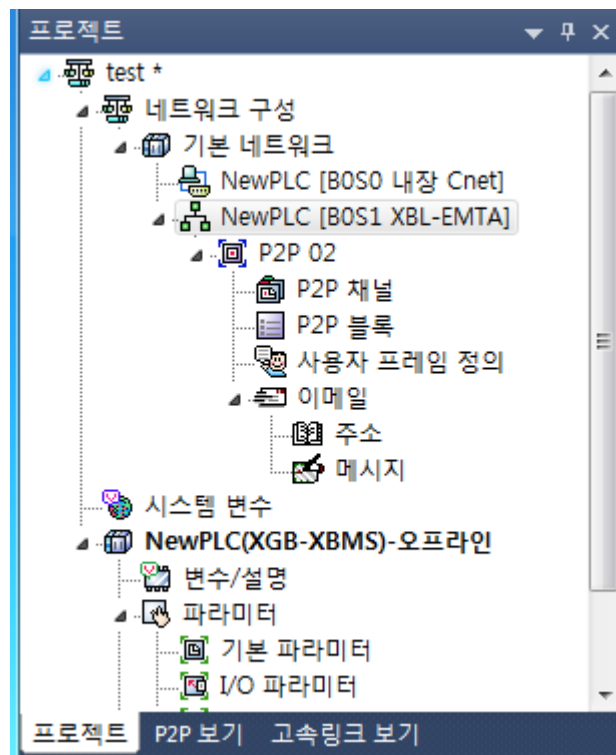 프로젝트
test *
네트워크 구성
기본 네트워크
NewPLC [B0S0 내장 Cnet]
NewPLC [B0S1 XBL-EMTA]
P2P 02
P2P 채널
P2P 블록
사용자 프레임 정의
이메일
주소
메시지
시스템 변수
NewPLC(XGB-XBMS)-오프라인
변수/설명
파라미터
기본 파라미터
I/O 파라미터
프로젝트 P2P 보기 고속링크 보기